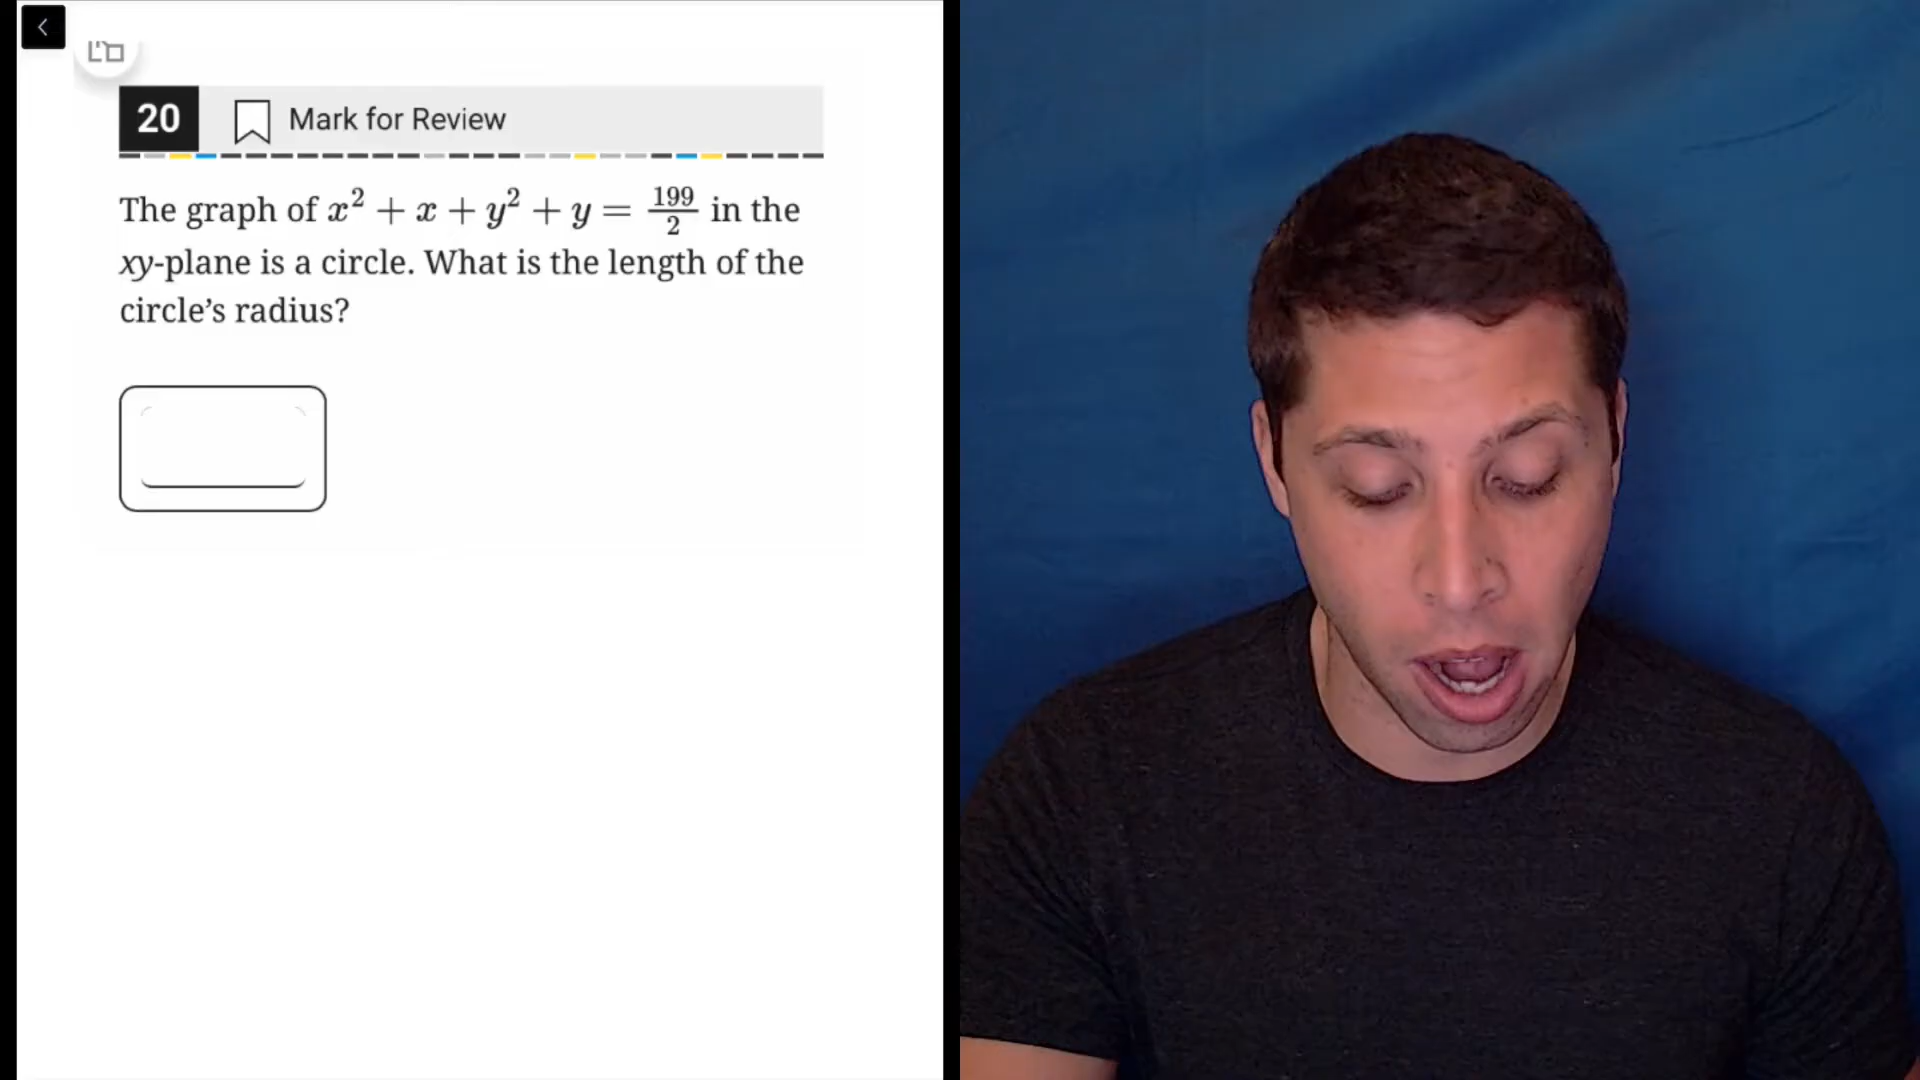 20 Mark for Review
The graph of x² + x + y² + y = 199/2 in the
xy-plane is a circle. What is the length of the
circle’s radius?